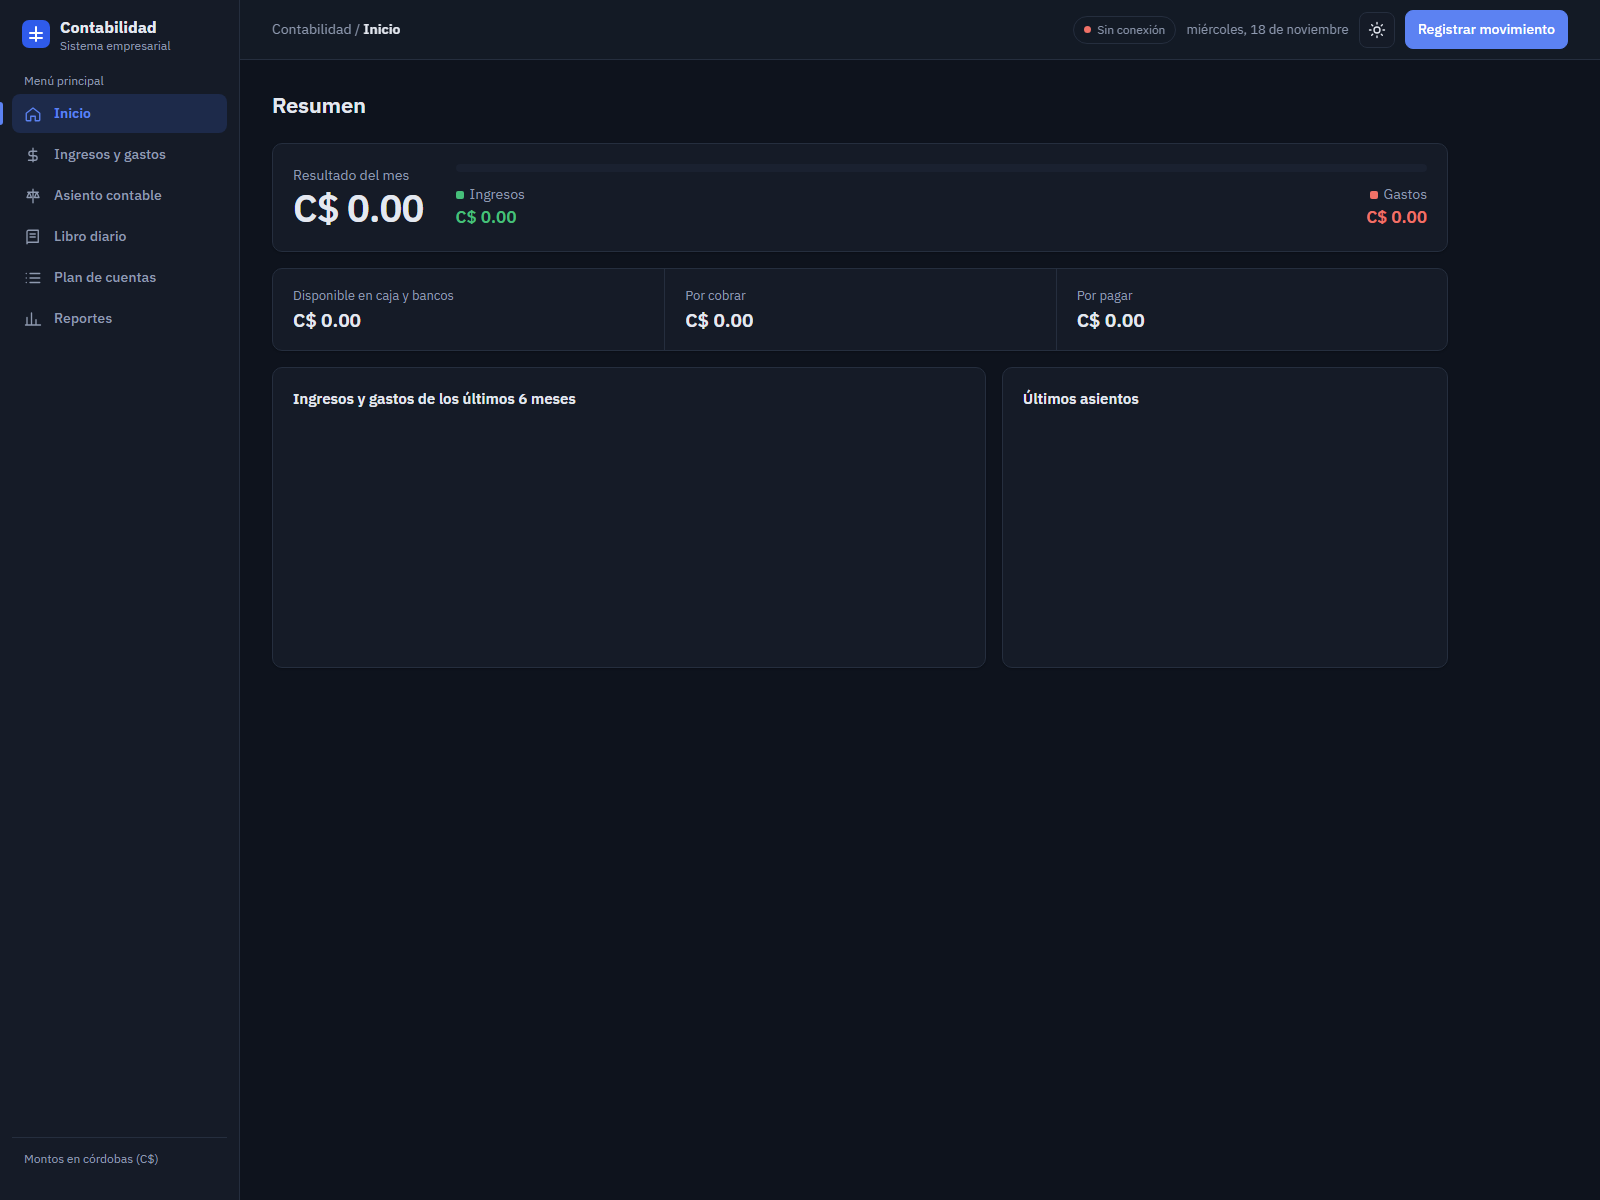 Contabilidad
Sistema empresarial
Menú principal
Inicio
Ingresos y gastos
Asiento contable
Libro diario
Plan de cuentas
Reportes
Montos en córdobas (C$)
Contabilidad / Inicio
Sin conexión
miércoles, 18 de noviembre
Registrar movimiento
Resumen
Resultado del mes
C$ 0.00
Ingresos
C$ 0.00
Gastos
C$ 0.00
Disponible en caja y bancos
C$ 0.00
Por cobrar
C$ 0.00
Por pagar
C$ 0.00
Ingresos y gastos de los últimos 6 meses
Últimos asientos